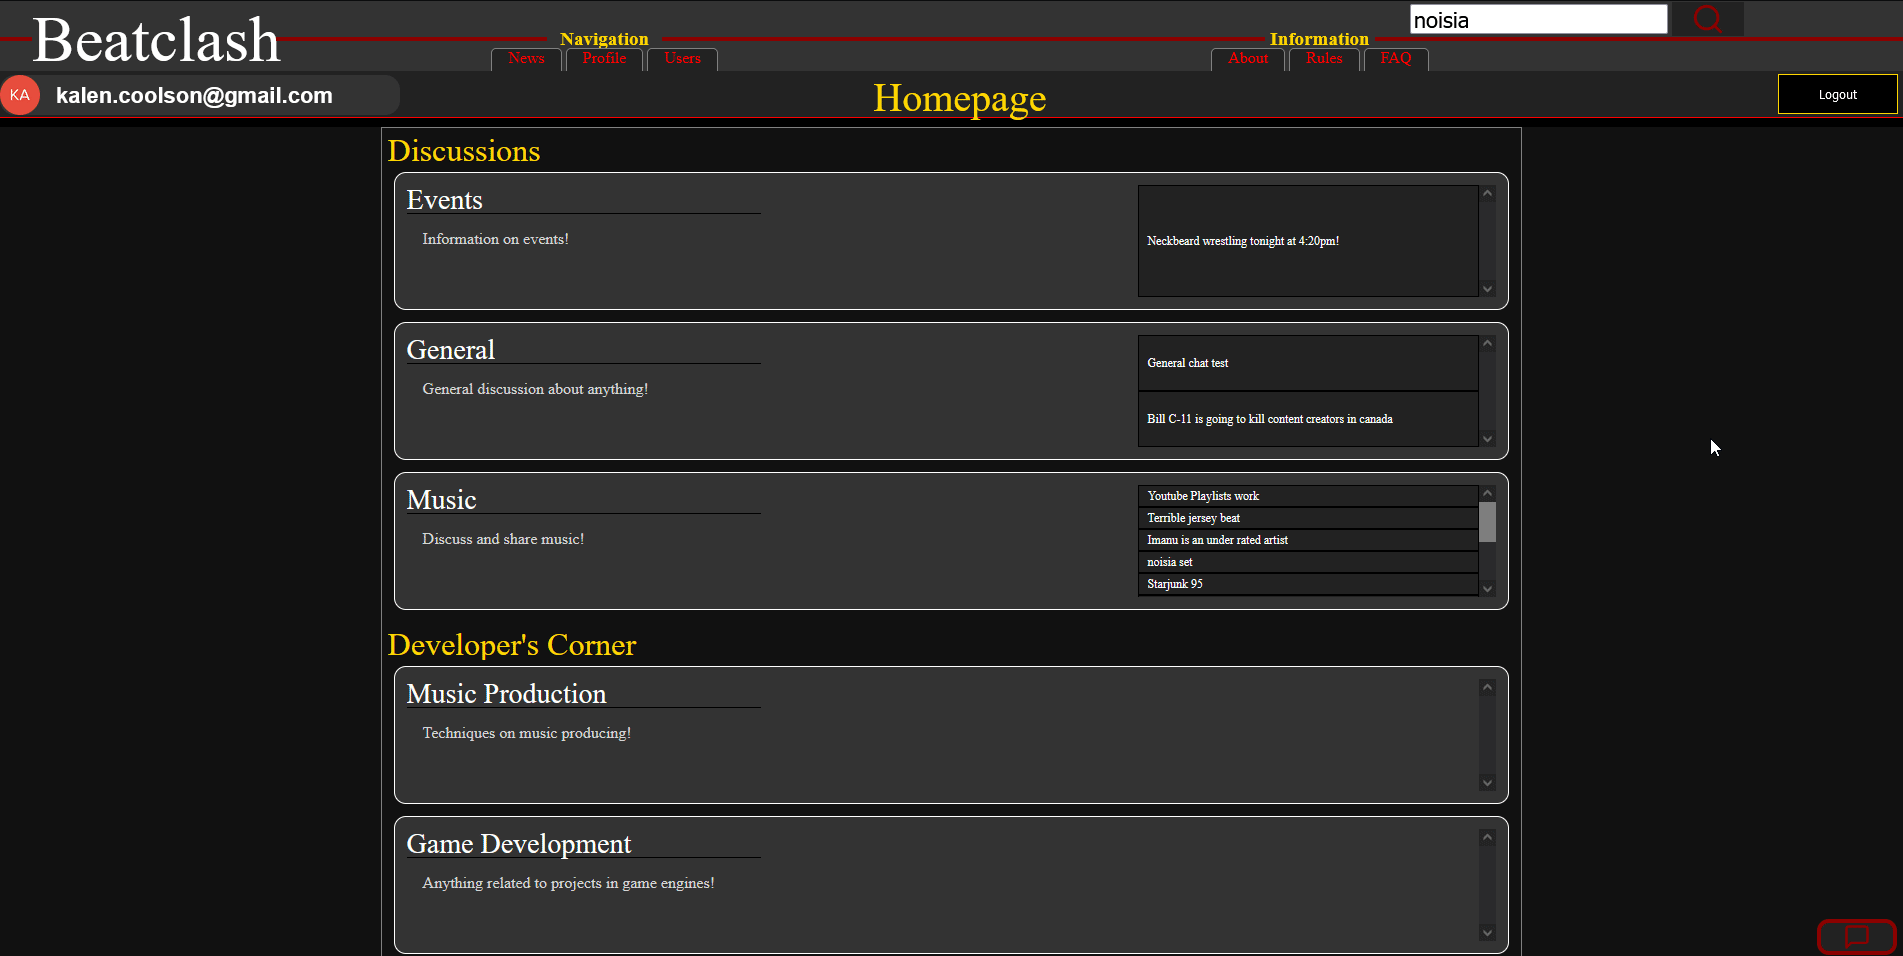 Beatclash
noisia
Navigation
Information
News Profile Users
About Rules FAQ
KA kalen.coolson@gmail.com
Homepage
Logout
Discussions
Events
Information on events!
Neckbeard wrestling tonight at 4:20pm!
General
General discussion about anything!
General chat test
Bill C-11 is going to kill content creators in canada
Music
Discuss and share music!
Youtube Playlists work
Terrible jersey beat
Imanu is an under rated artist
noisia set
Starjunk 95
Developer's Corner
Music Production
Techniques on music producing!
Game Development
Anything related to projects in game engines!